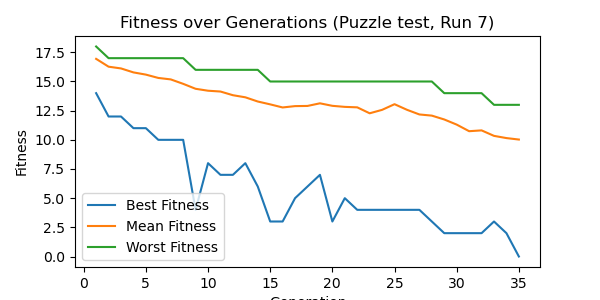 Fitness over Generations (Puzzle test, Run 7)
Fitness
17.5
15.0
12.5
10.0
7.5
5.0
2.5
0.0
Best Fitness
Mean Fitness
Worst Fitness
0 5 10 15 20 25 30 35
Generation